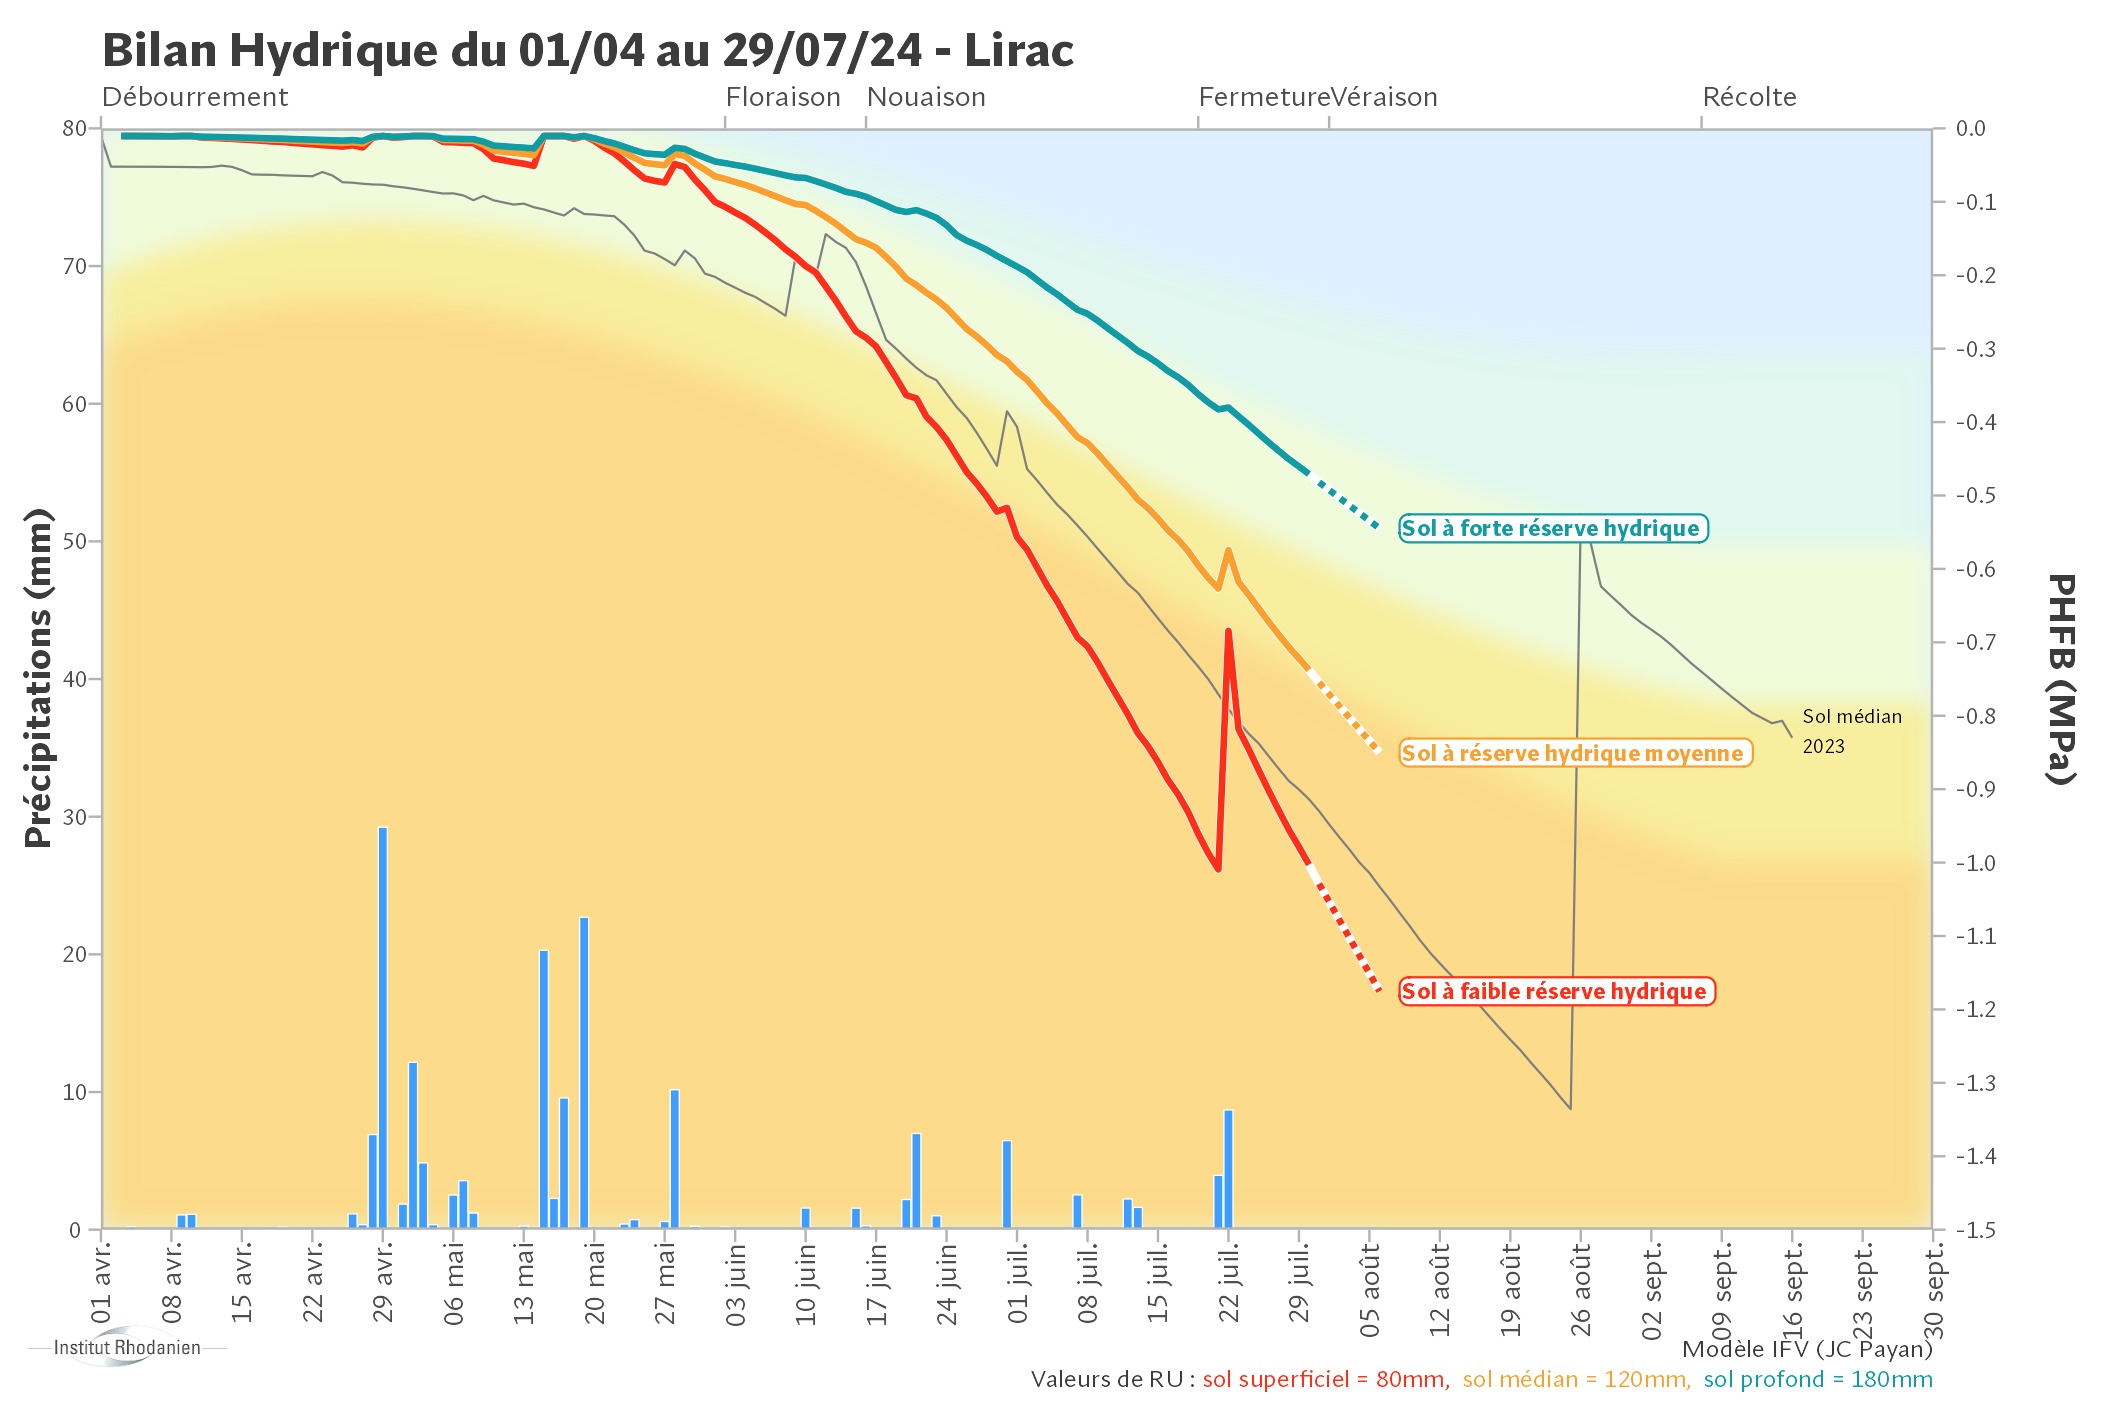 Bilan Hydrique du 01/04 au 29/07/24 - Lirac
Débourrement Floraison Nouaison Fermeture Véraison Récolte
Précipitations (mm)
80
70
60
50
40
30
20
10
0
0.0
-0.1
-0.2
-0.3
-0.4
-0.5
-0.6
-0.7
-0.8
-0.9
-1.0
-1.1
-1.2
-1.3
-1.4
-1.5
PHFB (MPa)
Sol à forte réserve hydrique
Sol médian
2023
Sol à réserve hydrique moyenne
Sol à faible réserve hydrique
01 avr.
08 avr.
15 avr.
22 avr.
29 avr.
06 mai
13 mai
20 mai
27 mai
03 juin
10 juin
17 juin
24 juin
01 juil.
08 juil.
15 juil.
22 juil.
29 juil.
05 août
12 août
19 août
26 août
02 sept.
09 sept.
16 sept.
23 sept.
30 sept.
Institut Rhodanien
Modèle IFV (JC Payan)
Valeurs de RU : sol superficiel = 80mm, sol médian = 120mm, sol profond = 180mm